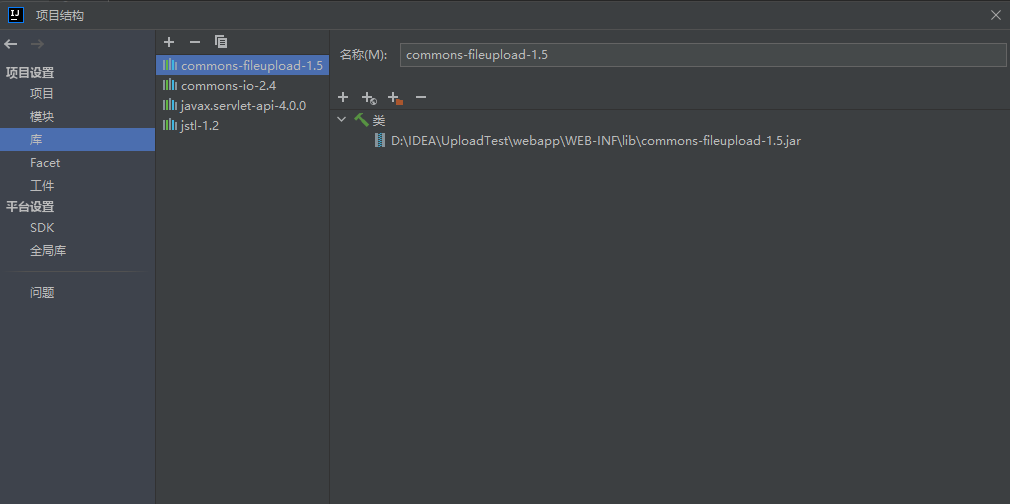 项目结构
项目设置
项目
模块
库
Facet
工件
平台设置
SDK
全局库
问题
commons-fileupload-1.5
commons-io-2.4
javax.servlet-api-4.0.0
jstl-1.2
名称(M): commons-fileupload-1.5
类
D:\IDEA\UploadTest\webapp\WEB-INF\lib\commons-fileupload-1.5.jar